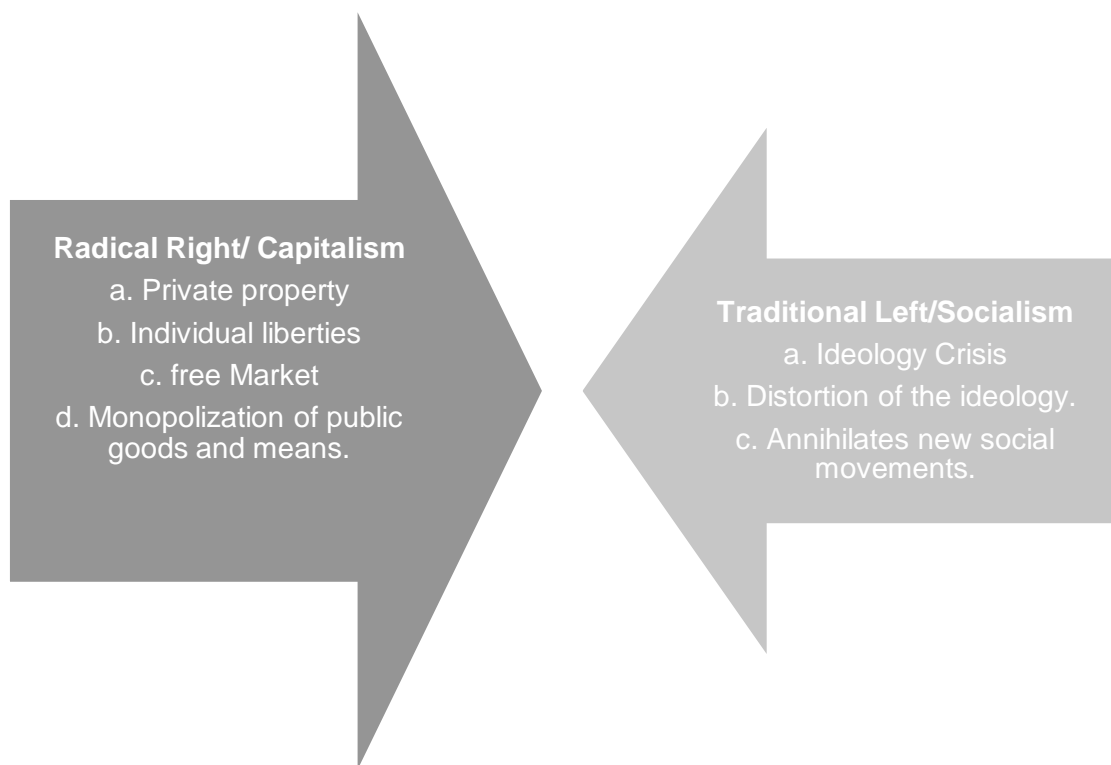 Radical Right/ Capitalism
a. Private property
b. Individual liberties
c. free Market
d. Monopolization of public
goods and means.
Traditional Left/Socialism
a. Ideology Crisis
b. Distortion of the ideology.
c. Annihilates new social
movements.